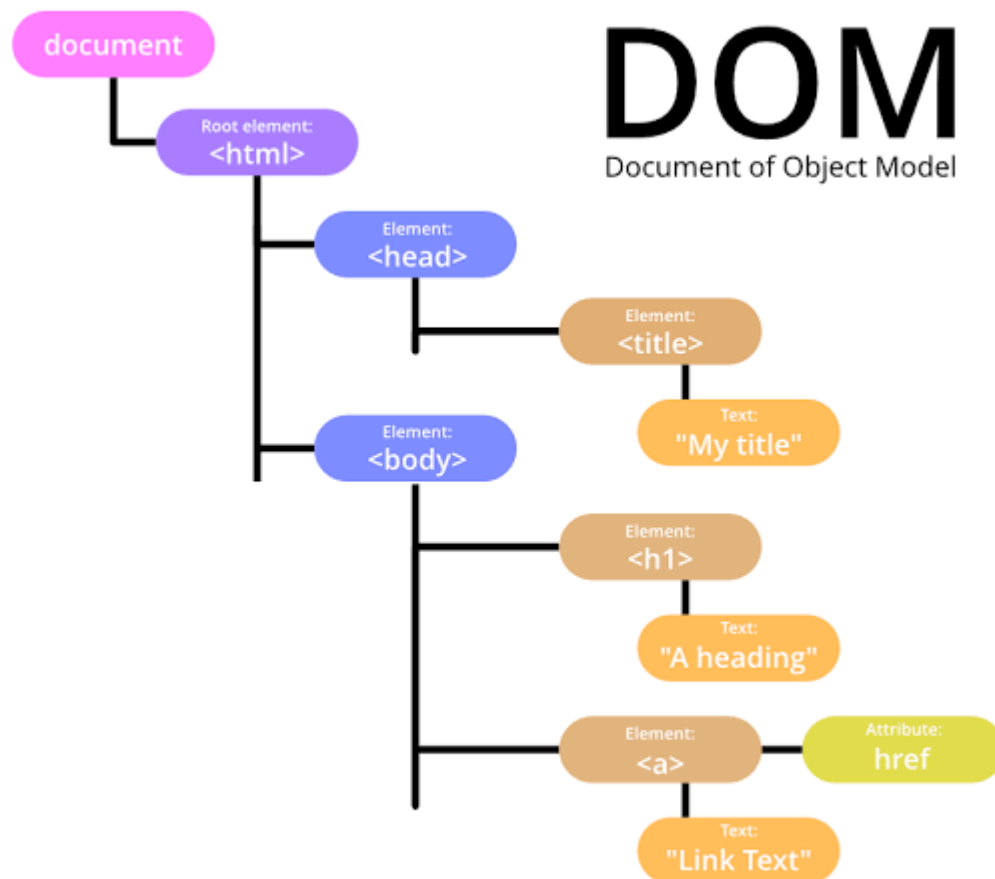 document
DOM
Document of Object Model
Root element:
<html>
Element:
<head>
Element:
<title>
Text:
"My title"
Element:
<body>
Element:
<h1>
Text:
"A heading"
Element:
<a>
Attribute:
href
Text:
"Link Text"